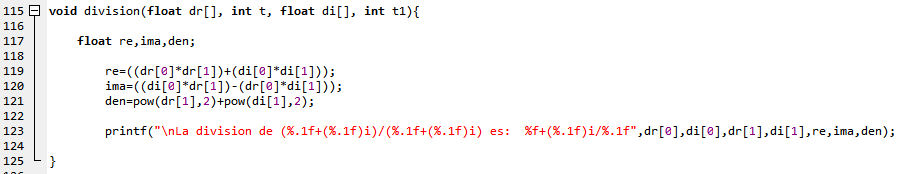 115 void division(float dr[], int t, float di[], int t1){
116
117 float re,ima,den;
118
119 re=((dr[0]*dr[1])+(di[0]*di[1]));
120 ima=((di[0]*dr[1])-(dr[0]*di[1]));
121 den=pow(dr[1],2)+pow(di[1],2);
122
123 printf("\nLa division de (%.1f+(%.1f)i)/(%.1f+(%.1f)i) es:  %f+(%.1f)i/%.1f",dr[0],di[0],dr[1],di[1],re,ima,den);
124
125 }